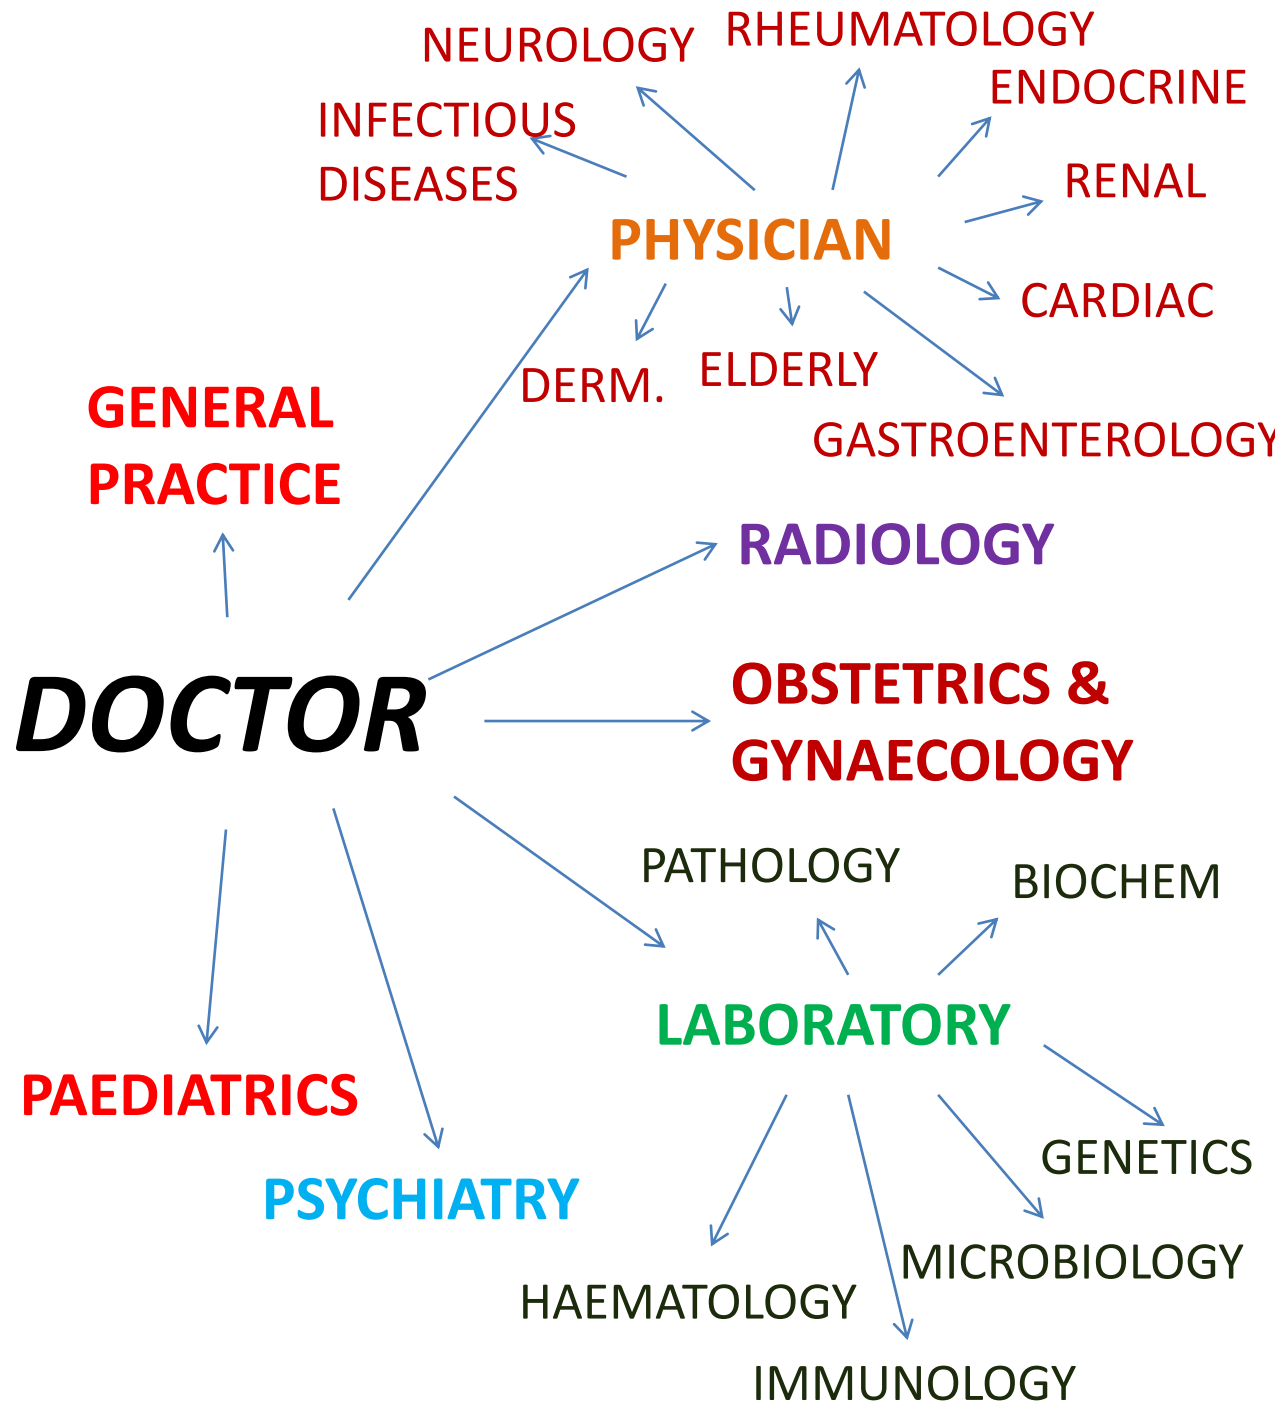 NEUROLOGY
RHEUMATOLOGY
ENDOCRINE
INFECTIOUS
DISEASES
RENAL
PHYSICIAN
CARDIAC
DERM.
ELDERLY
GASTROENTEROLOGY
GENERAL
PRACTICE
RADIOLOGY
DOCTOR
OBSTETRICS &
GYNAECOLOGY
PATHOLOGY
BIOCHEM
LABORATORY
PAEDIATRICS
PSYCHIATRY
GENETICS
MICROBIOLOGY
HAEMATOLOGY
IMMUNOLOGY